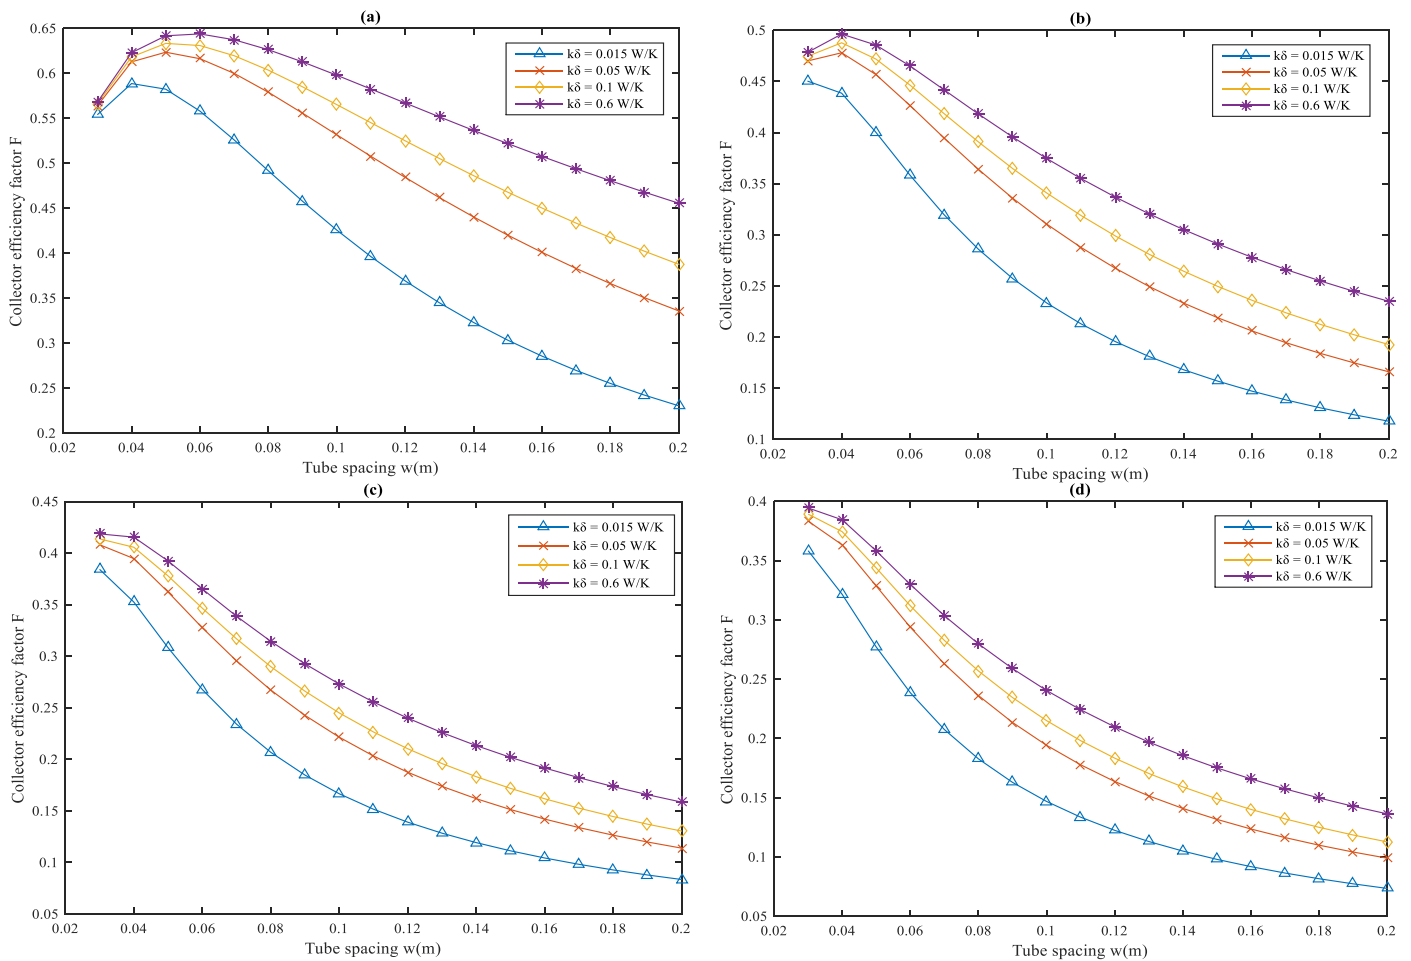 (a)
Collector efficiency factor F
0.65
0.6
0.55
0.5
0.45
0.4
0.35
0.3
0.25
0.2
kδ = 0.015 W/K
kδ = 0.05 W/K
kδ = 0.1 W/K
kδ = 0.6 W/K
0.02 0.04 0.06 0.08 0.1 0.12 0.14 0.16 0.18 0.2
Tube spacing w(m)
(b)
Collector efficiency factor F
0.5
0.45
0.4
0.35
0.3
0.25
0.2
0.15
0.1
kδ = 0.015 W/K
kδ = 0.05 W/K
kδ = 0.1 W/K
kδ = 0.6 W/K
0.02 0.04 0.06 0.08 0.1 0.12 0.14 0.16 0.18 0.2
Tube spacing w(m)
(c)
Collector efficiency factor F
0.45
0.4
0.35
0.3
0.25
0.2
0.15
0.1
0.05
kδ = 0.015 W/K
kδ = 0.05 W/K
kδ = 0.1 W/K
kδ = 0.6 W/K
0.02 0.04 0.06 0.08 0.1 0.12 0.14 0.16 0.18 0.2
Tube spacing w(m)
(d)
Collector efficiency factor F
0.4
0.35
0.3
0.25
0.2
0.15
0.1
0.05
kδ = 0.015 W/K
kδ = 0.05 W/K
kδ = 0.1 W/K
kδ = 0.6 W/K
0.02 0.04 0.06 0.08 0.1 0.12 0.14 0.16 0.18 0.2
Tube spacing w(m)